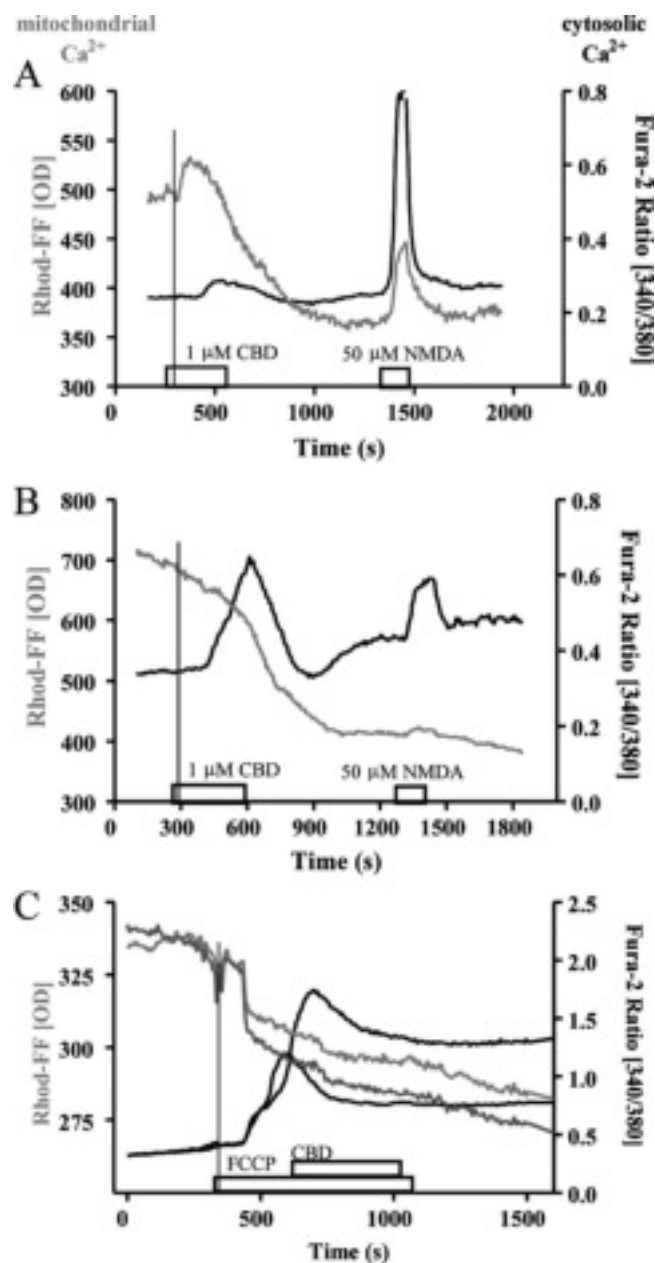 mitochondrial
Ca²⁺
cytosolic
Ca²⁺
A
Rhod-FF [OD]
600
550
500
450
400
350
300
0.8
0.6
0.4
0.2
0.0
Fura-2 Ratio [340/380]
1 µM CBD
50 µM NMDA
0 500 1000 1500 2000
Time (s)
B
Rhod-FF [OD]
800
700
600
500
400
300
0.8
0.6
0.4
0.2
0.0
Fura-2 Ratio [340/380]
1 µM CBD
50 µM NMDA
0 300 600 900 1200 1500 1800
Time (s)
C
Rhod-FF [OD]
350
325
300
275
2.5
2.0
1.5
1.0
0.5
0.0
Fura-2 Ratio [340/380]
CBD
FCCP
0 500 1000 1500
Time (s)